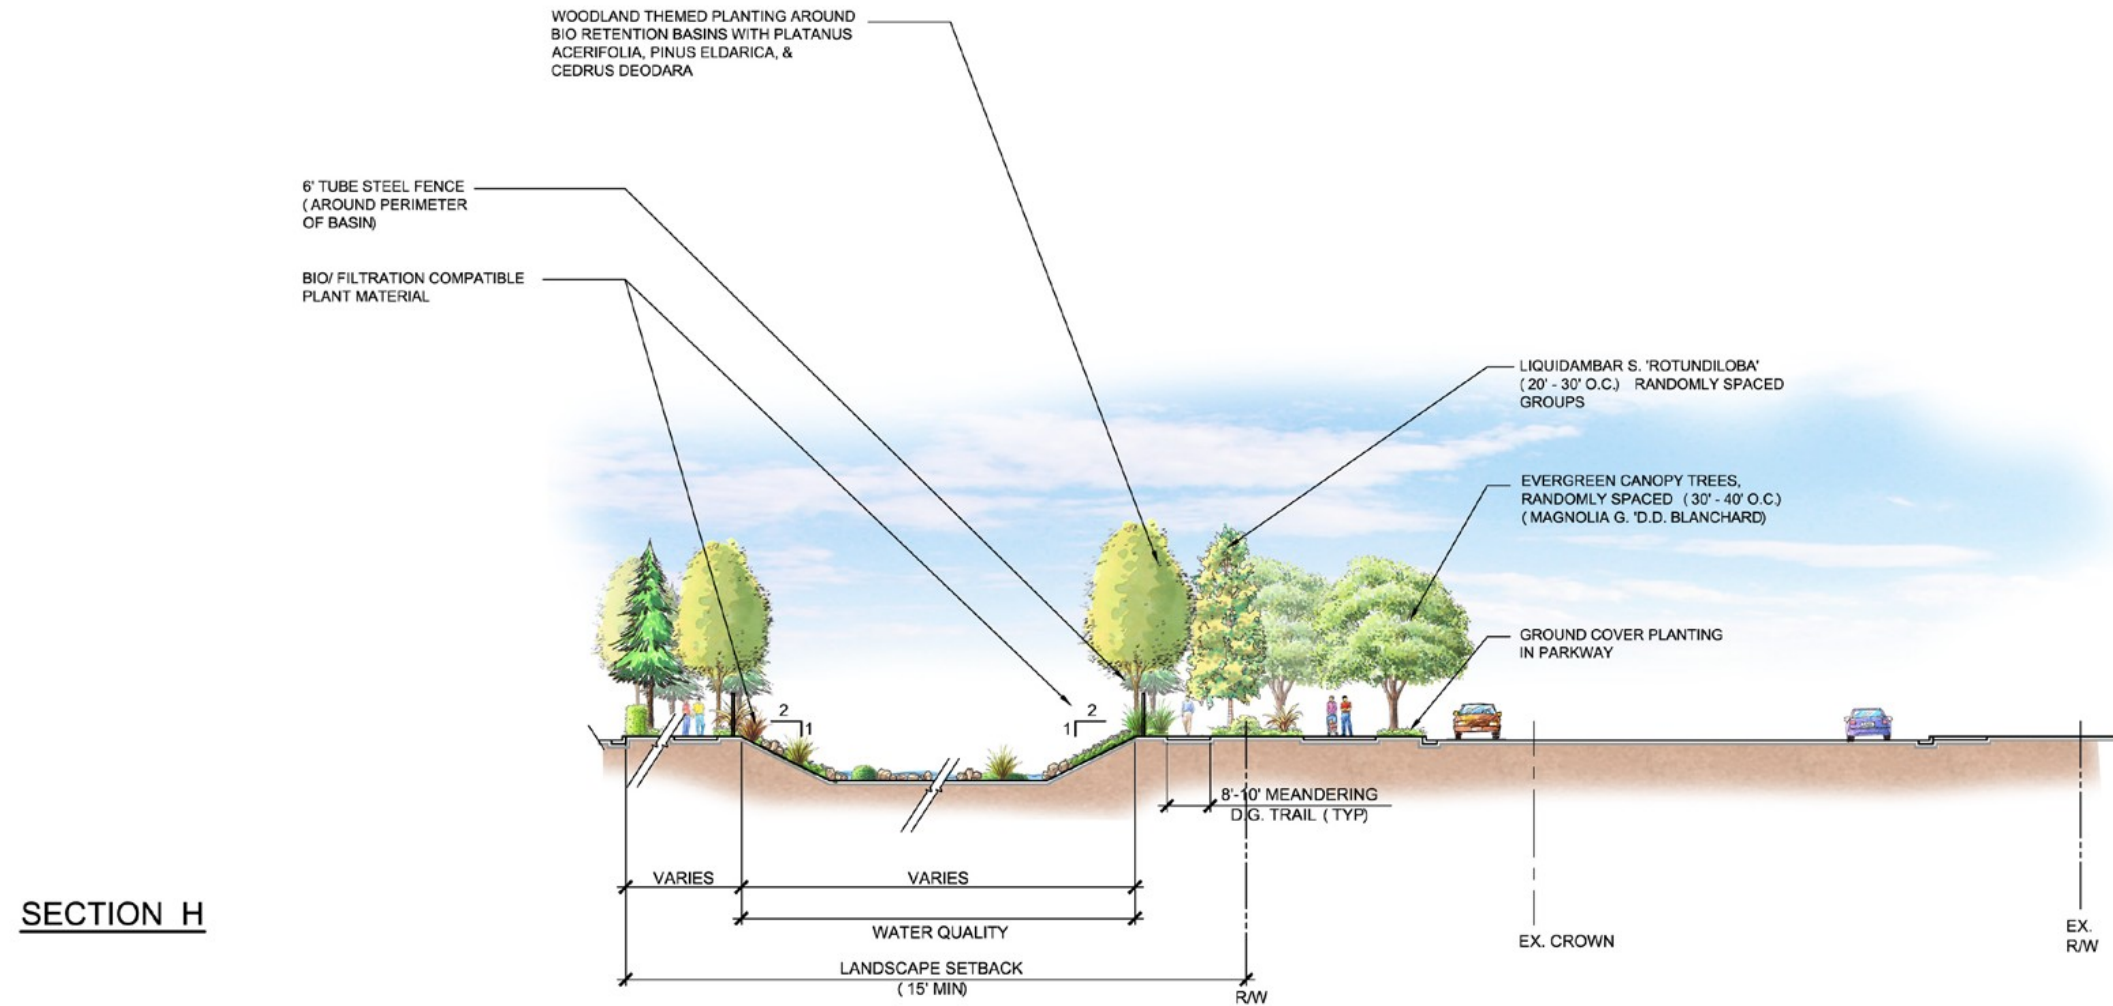 WOODLAND THEMED PLANTING AROUND
BIO RETENTION BASINS WITH PLATANUS
ACERIFOLIA, PINUS ELDARICA, &
CEDRUS DEODARA
6' TUBE STEEL FENCE
( AROUND PERIMETER
OF BASIN)
BIO/ FILTRATION COMPATIBLE
PLANT MATERIAL
LIQUIDAMBAR S. 'ROTUNDILOBA'
( 20' - 30' O.C.) RANDOMLY SPACED
GROUPS
EVERGREEN CANOPY TREES,
RANDOMLY SPACED ( 30' - 40' O.C.)
( MAGNOLIA G. 'D.D. BLANCHARD)
GROUND COVER PLANTING
IN PARKWAY
2
1
2
1
8'-10' MEANDERING
D.G. TRAIL ( TYP)
VARIES
VARIES
WATER QUALITY
LANDSCAPE SETBACK
( 15' MIN)
R/W
EX. CROWN
EX.
R/W
SECTION H